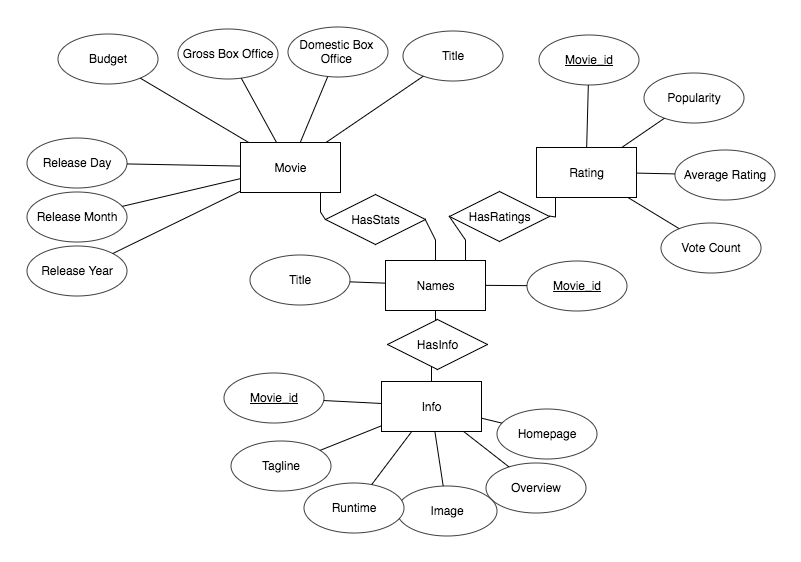 Budget
Gross Box Office
Domestic Box
Office
Title
Movie_id
Popularity
Release Day
Movie
Rating
Average Rating
Release Month
HasStats
HasRatings
Vote Count
Release Year
Title
Names
Movie_id
HasInfo
Movie_id
Info
Homepage
Tagline
Overview
Runtime
Image